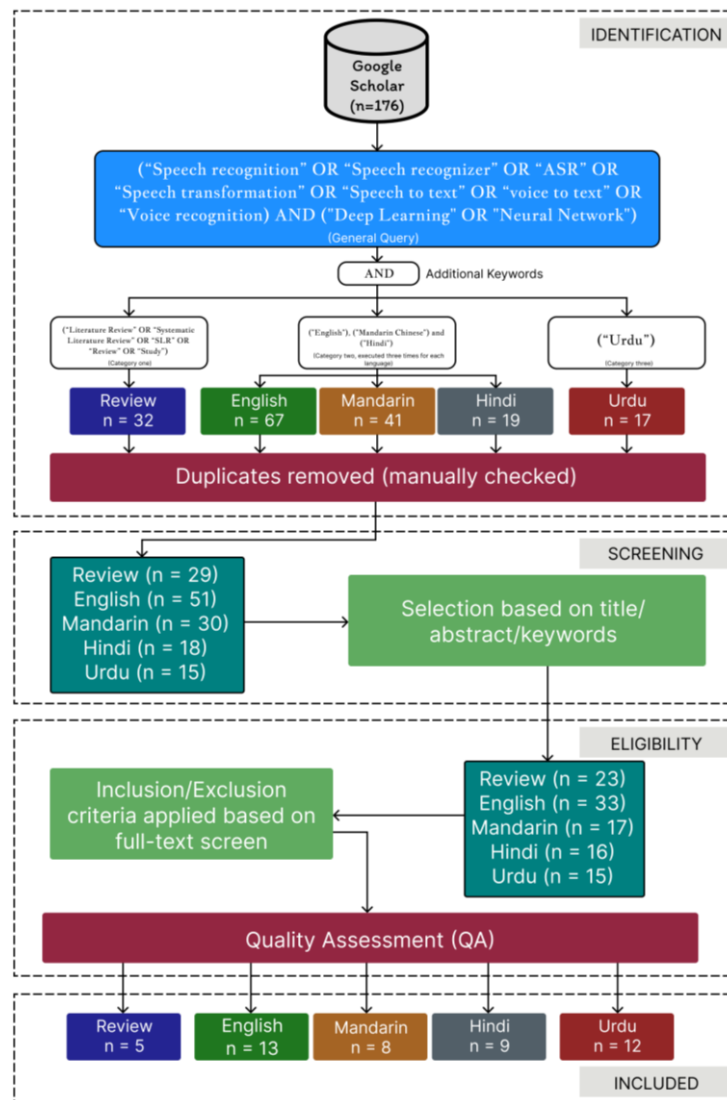 IDENTIFICATION
Google
Scholar
(n=176)
(“Speech recognition” OR “Speech recognizer” OR “ASR” OR
“Speech transformation” OR “Speech to text” OR “voice to text” OR
“Voice recognition) AND ("Deep Learning" OR "Neural Network")
(General Query)
AND
Additional Keywords
("Literature Review" OR "Systematic
Literature Review" OR "SLR" OR
"Review" OR "Study")
(Category one)
("English"), ("Mandarin Chinese") and
("Hindi")
(Category two, executed three times for each
language)
(“Urdu”)
(Category three)
Review
n = 32
English
n = 67
Mandarin
n = 41
Hindi
n = 19
Urdu
n = 17
Duplicates removed (manually checked)
SCREENING
Review (n = 29)
English (n = 51)
Mandarin (n = 30)
Hindi (n = 18)
Urdu (n = 15)
Selection based on title/
abstract/keywords
ELIGIBILITY
Review (n = 23)
English (n = 33)
Mandarin (n = 17)
Hindi (n = 16)
Urdu (n = 15)
Inclusion/Exclusion
criteria applied based on
full-text screen
Quality Assessment (QA)
Review
n = 5
English
n = 13
Mandarin
n = 8
Hindi
n = 9
Urdu
n = 12
INCLUDED